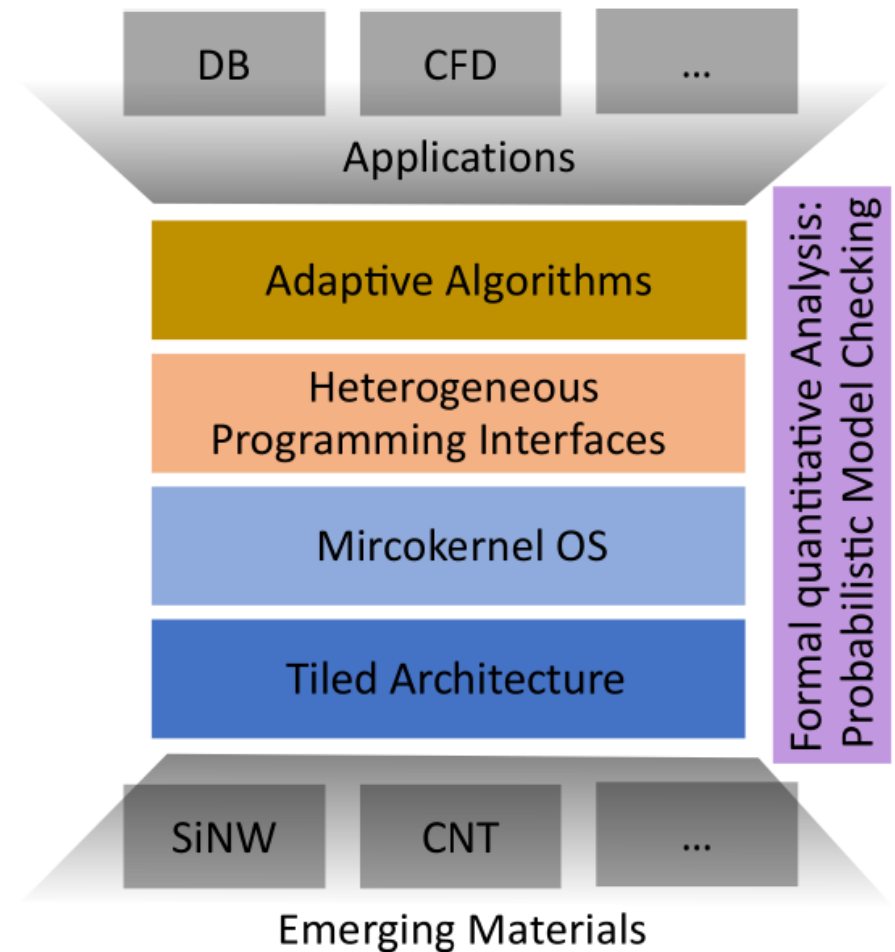 DB
CFD
...
Applications
Adaptive Algorithms
Heterogeneous
Programming Interfaces
Mircokernel OS
Tiled Architecture
SiNW
CNT
...
Emerging Materials
Formal quantitative Analysis:
Probabilistic Model Checking